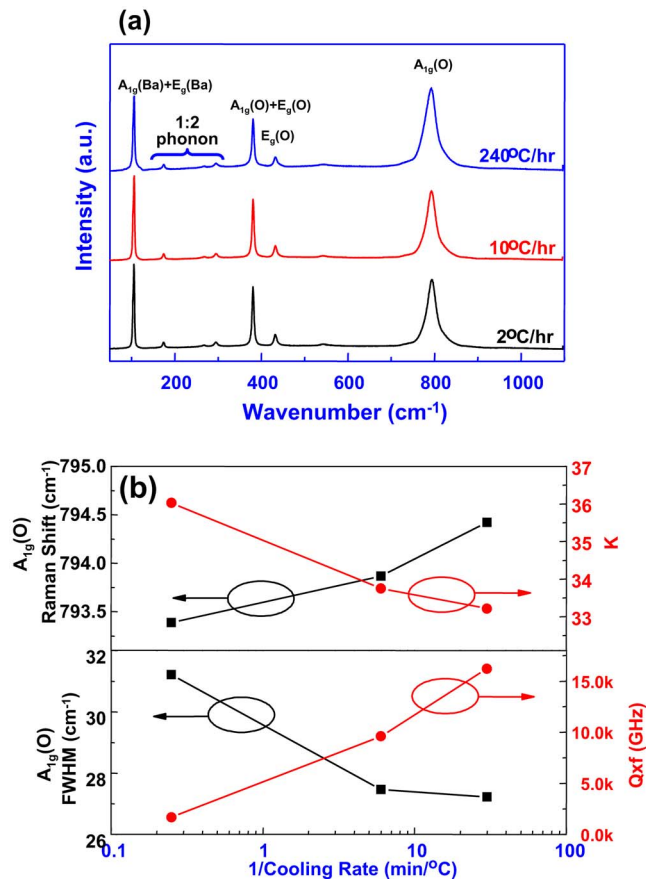 (a)
A1g(Ba)+Eg(Ba)
A1g(O)+Eg(O)
A1g(O)
1:2
phonon
Eg(O)
240ºC/hr
10ºC/hr
2ºC/hr
Intensity (a.u.)
200 400 600 800 1000
Wavenumber (cm-1)
(b)
795.0
794.5
794.0
793.5
A1g(O)
Raman Shift (cm-1)
37
36
35
34
33
K
32
30
28
26
A1g(O)
FWHM (cm-1)
15.0k
10.0k
5.0k
0.0k
Qxf (GHz)
0.1 1 10 100
1/Cooling Rate (min/ºC)